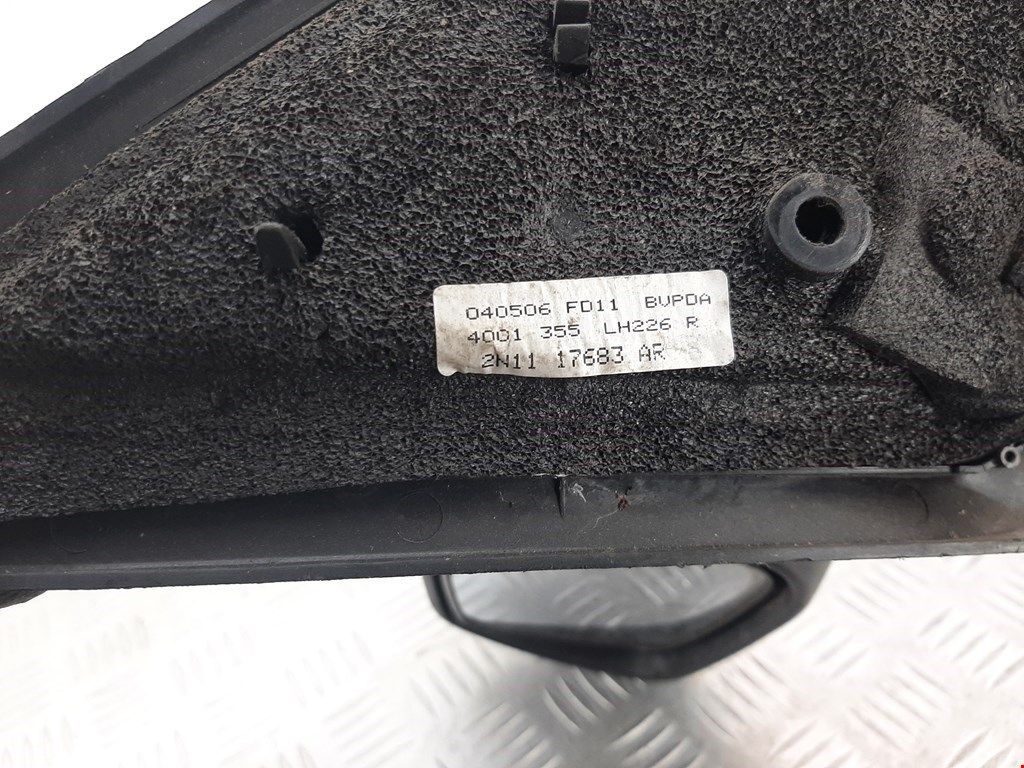 040506 FD11 BVPDA
4001 355 LH226 R
2N11 17683 AR